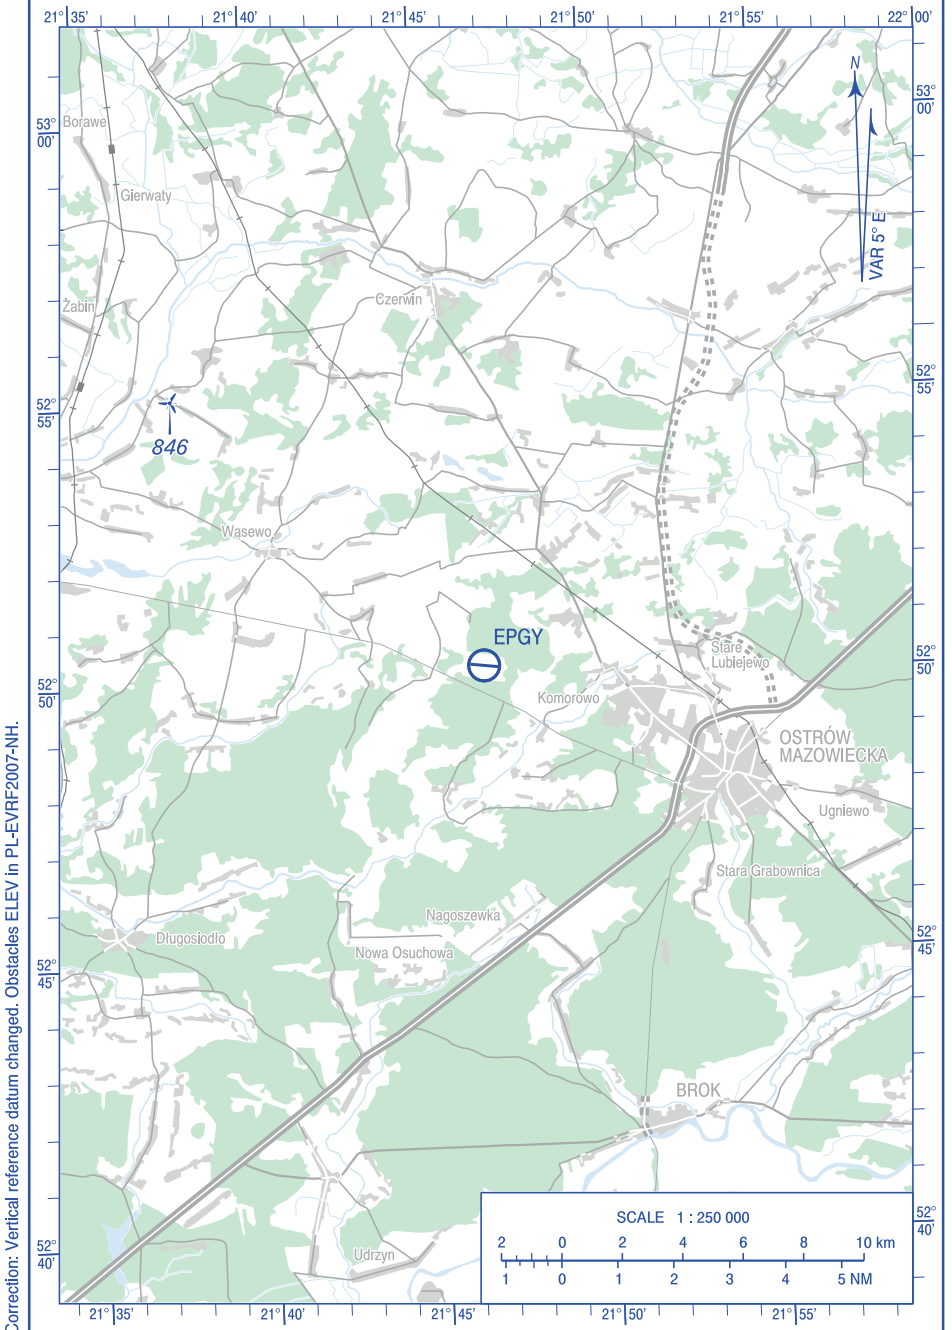 21° 35’ 21° 40’ 21° 45’ 21° 50’ 21° 55’ 22° 00’
N
53° 00’
Borawe
53° 00’
Gierwaty
VAR 5° E
Żabin
Czerwin
52° 55’
52° 55’
846
Wąsewo
EPGY
Stare
Lubiejewo
52° 50’
52° 50’
Komorowo
OSTRÓW
MAZOWIECKA
Ugniewo
Stara Grabownica
Nagoszewka
Długosiodło
Nowa Osuchowa
52° 45’
52° 45’
BROK
SCALE 1 : 250 000
2 0 2 4 6 8 10 km
1 0 1 2 3 4 5 NM
52° 40’
52° 40’
Udrzyn
21° 35’ 21° 40’ 21° 45’ 21° 50’ 21° 55’
Correction: Vertical reference datum changed. Obstacles ELEV in PL-EVRF2007-NH.